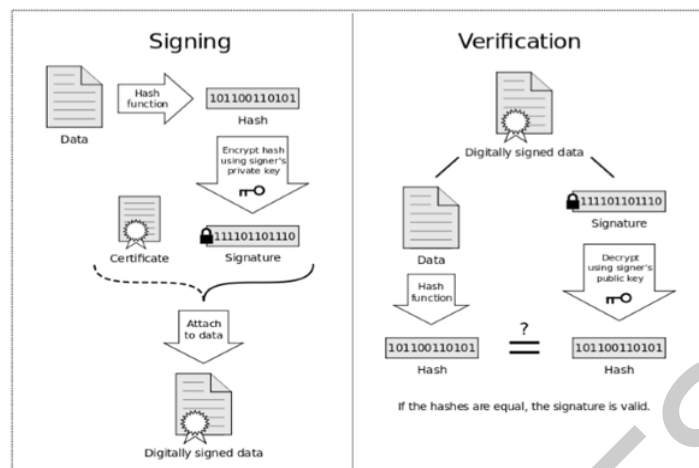 Signing
Data
Hash
function
101100110101
Hash
Encrypt hash
using signer's
private key
Certificate
111101101110
Signature
Attach
to data
Digitally signed data
Verification
Digitally signed data
Data
111101101110
Signature
Hash
function
Decrypt
using signer's
public key
101100110101
Hash
?
=
101100110101
Hash
If the hashes are equal, the signature is valid.